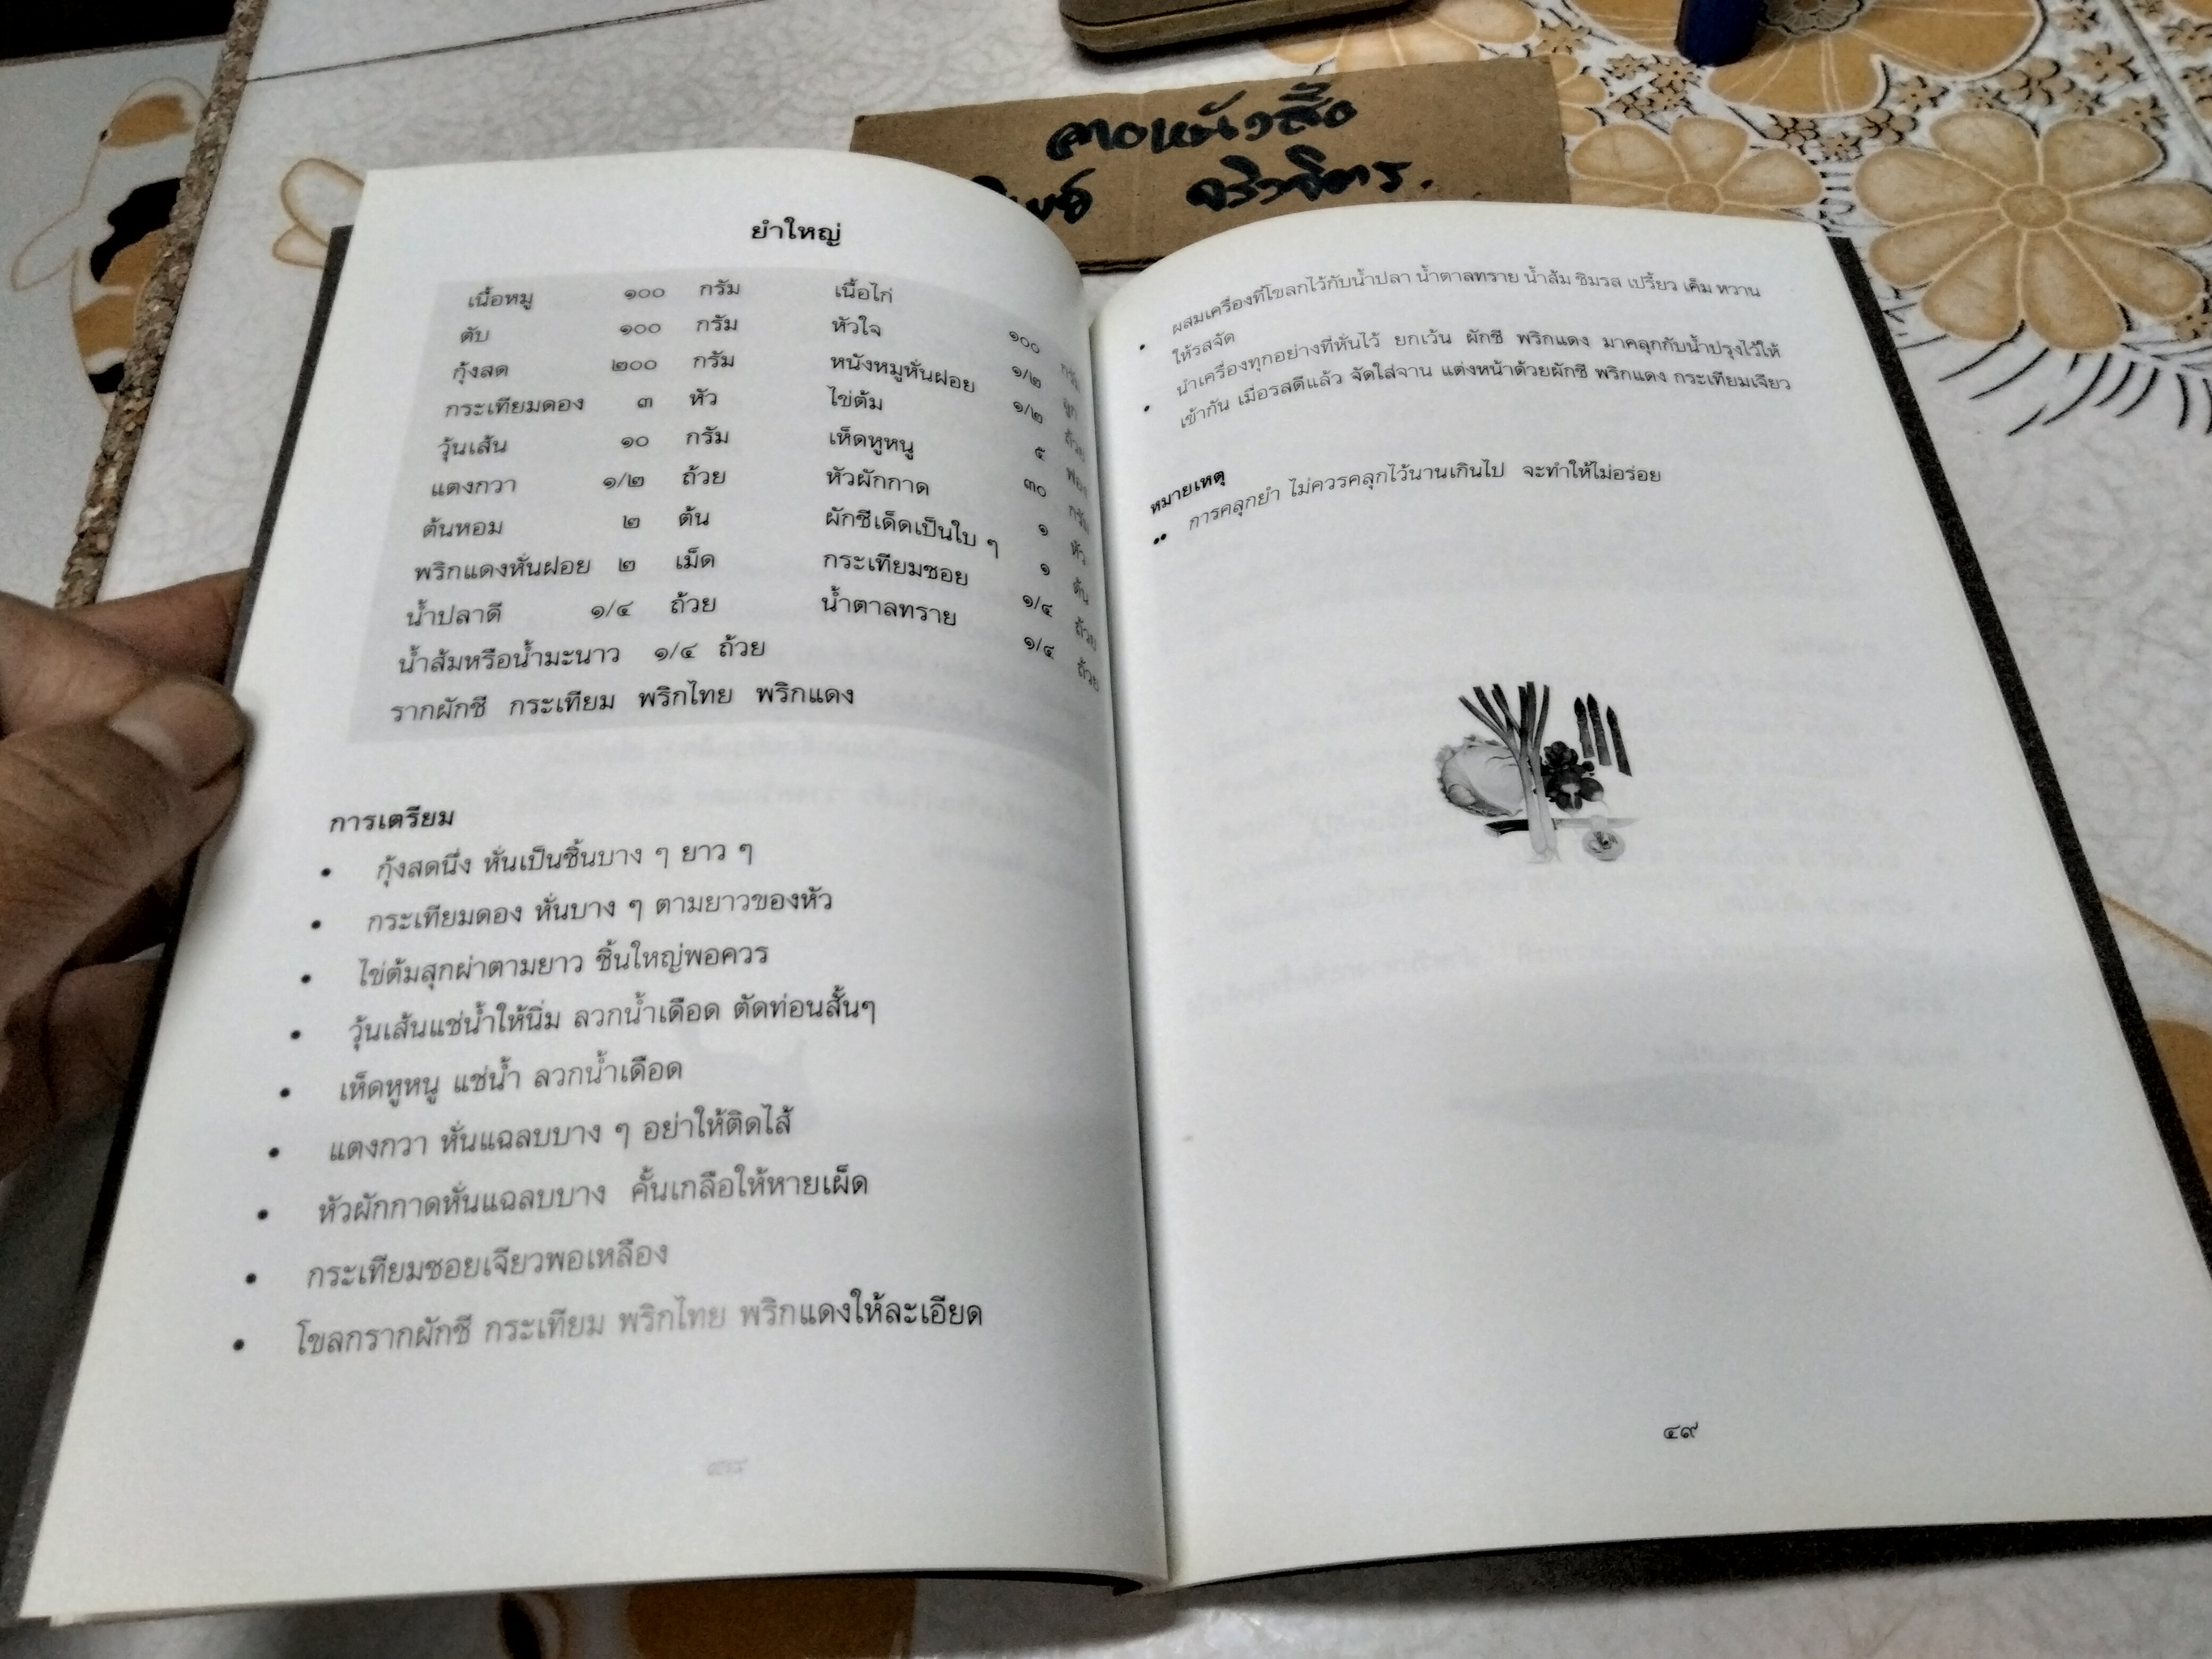 หนังสือ
ยำใหญ่
เนื้อหมู ๑๐๐ กรัม เนื้อไก่ ๑๐๐ กรัม
ตับ ๑๐๐ กรัม หัวใจ ๑/๒ ลูก
กุ้งสด ๒๐๐ กรัม หนังหมูหั่นฝอย ๑/๒ ถ้วย
กระเทียมดอง ๓ หัว ไข่ต้ม ๕ ฟอง
วุ้นเส้น ๑๐ กรัม เห็ดหูหนู ๓๐ กรัม
แตงกวา ๑/๒ ถ้วย หัวผักกาด ๑ หัว
ต้นหอม ๒ ต้น ผักชีเด็ดเป็นใบ ๆ ๑ ต้น
พริกแดงหั่นฝอย ๒ เม็ด กระเทียมซอย ๑/๔ ถ้วย
น้ำปลาดี ๑/๔ ถ้วย น้ำตาลทราย ๑/๔ ถ้วย
น้ำส้มหรือน้ำมะนาว ๑/๔ ถ้วย
รากผักชี กระเทียม พริกไทย พริกแดง
การเตรียม
• กุ้งสดนึ่ง หั่นเป็นชิ้นบาง ๆ ยาว ๆ
• กระเทียมดอง หั่นบาง ๆ ตามยาวของหัว
• ไข่ต้มสุกผ่าตามยาว ชิ้นใหญ่พอควร
• วุ้นเส้นแช่น้ำให้นิ่ม ลวกน้ำเดือด ตัดท่อนสั้นๆ
• เห็ดหูหนู แช่น้ำ ลวกน้ำเดือด
• แตงกวา หั่นแฉลบบาง ๆ อย่าให้ติดไส้
• หัวผักกาดหั่นแฉลบบาง คั้นเกลือให้หายเผ็ด
• กระเทียมซอยเจียวพอเหลือง
• โขลกรากผักชี กระเทียม พริกไทย พริกแดงให้ละเอียด
• ผสมเครื่องที่โขลกไว้กับน้ำปลา น้ำตาลทราย น้ำส้ม ชิมรส เปรี้ยว เค็ม หวาน
ให้รสจัด
• นำเครื่องทุกอย่างที่หั่นไว้ ยกเว้น ผักชี พริกแดง มาคลุกกับน้ำปรุงไว้ให้
เข้ากัน เมื่อรสดีแล้ว จัดใส่จาน แต่งหน้าด้วยผักชี พริกแดง กระเทียมเจียว
หมายเหตุ
•• การคลุกยำ ไม่ควรคลุกไว้นานเกินไป จะทำให้ไม่อร่อย
๔๙